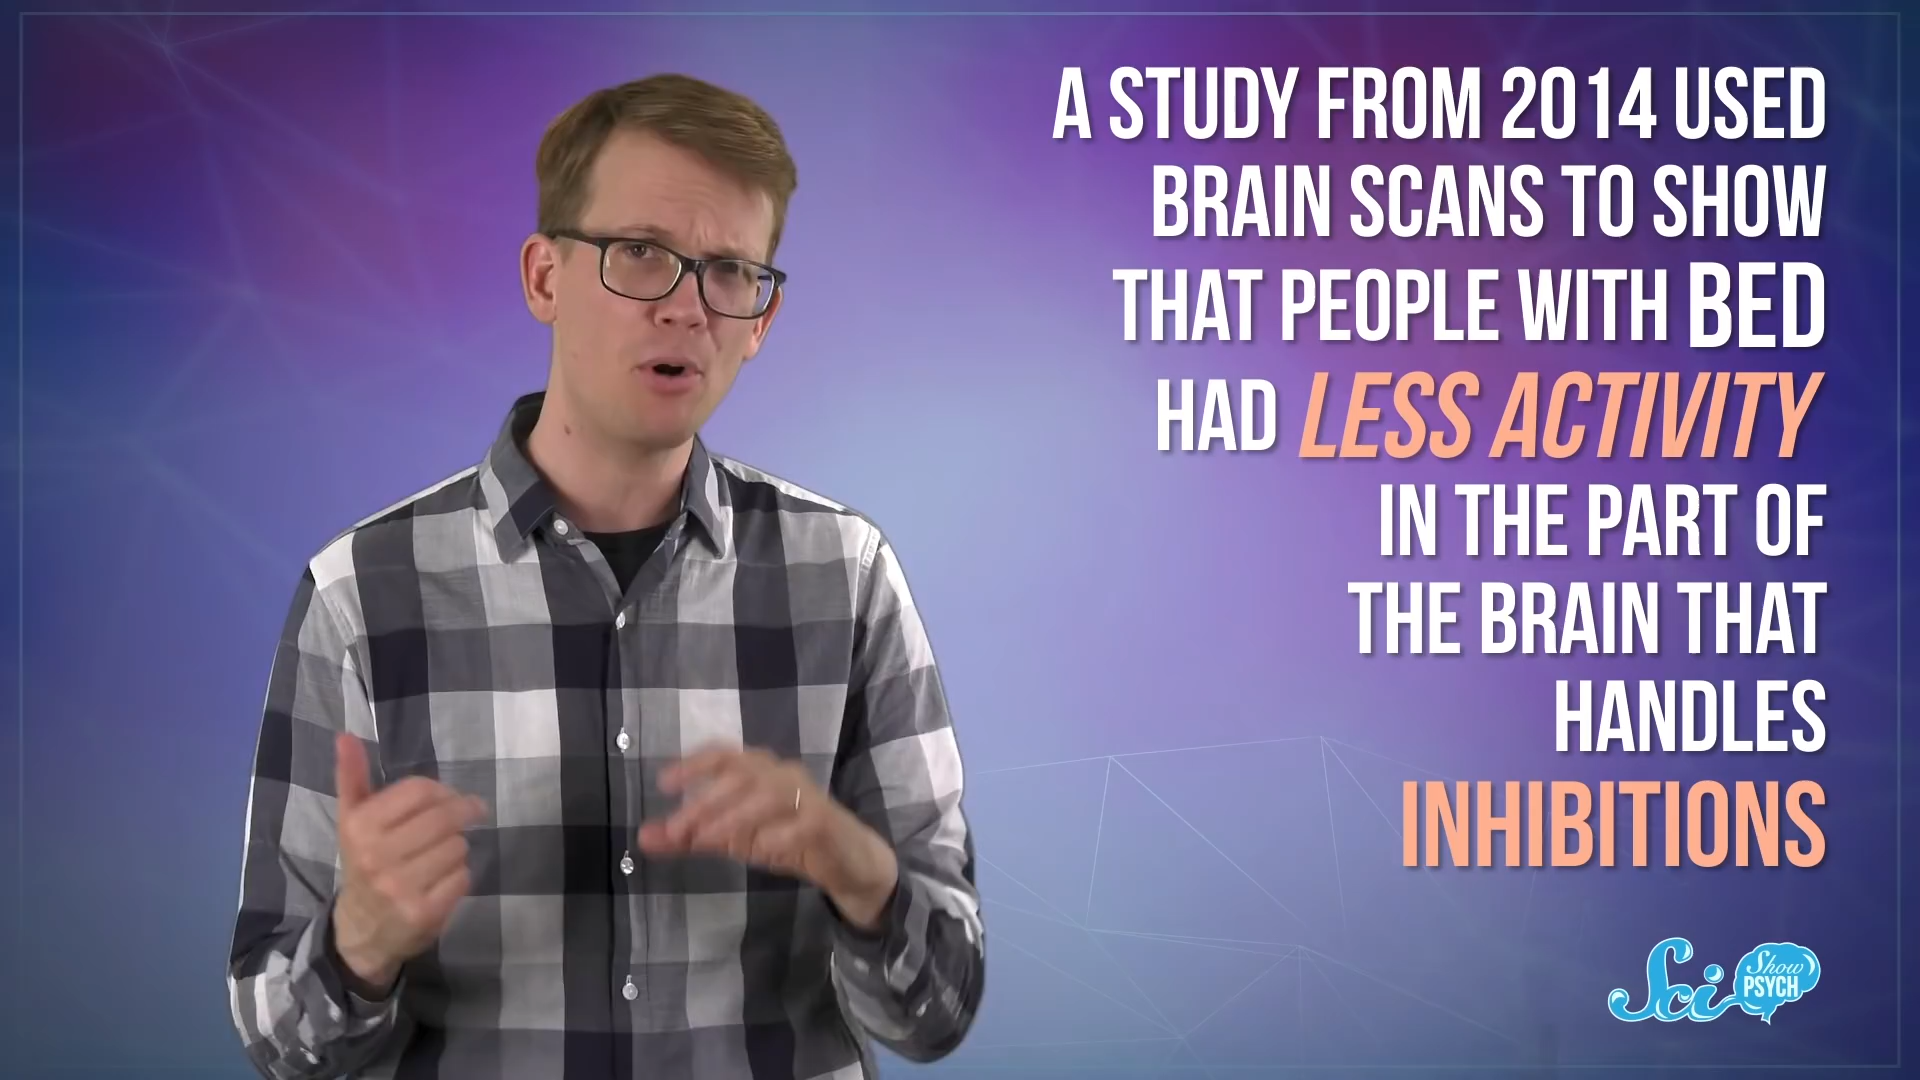 A STUDY FROM 2014 USED
BRAIN SCANS TO SHOW
THAT PEOPLE WITH BED
HAD LESS ACTIVITY
IN THE PART OF
THE BRAIN THAT
HANDLES
INHIBITIONS
Sci
Show
PSYCH